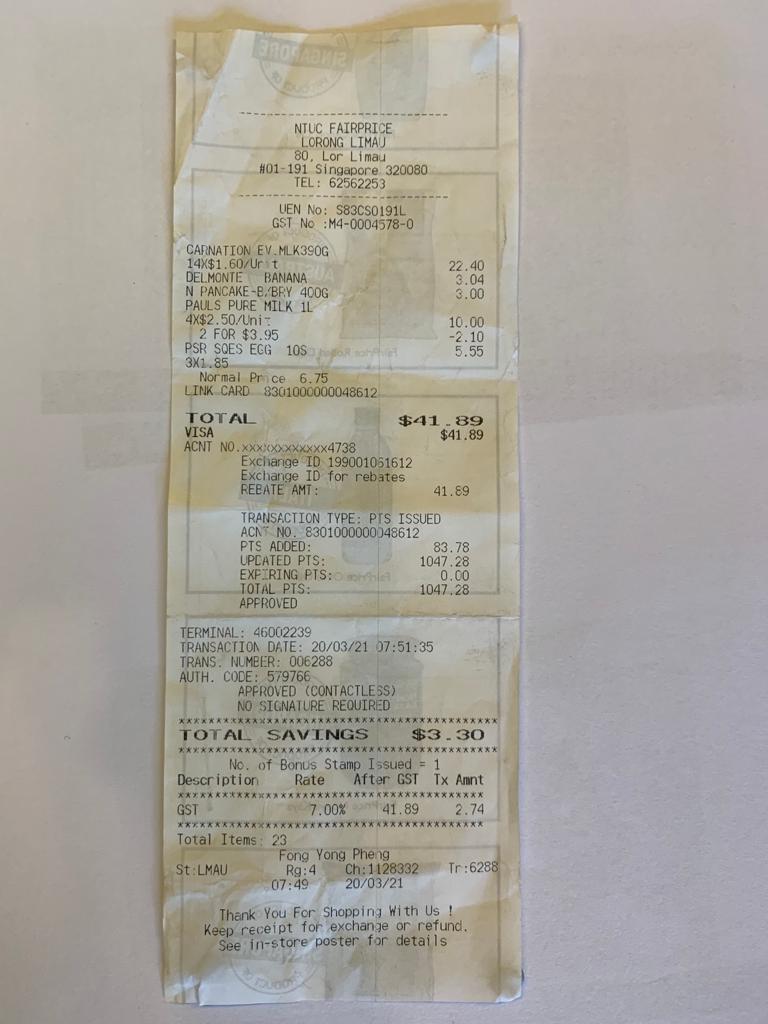 NTUC FAIRPRICE
LORONG LIMAU
80, Lor Limau
#01-191 Singapore 320080
TEL: 62562253
UEN No: S83CS0191L
GST No :M4-0004578-0
CARNATION EV.MLK390G
14X$1.60/Unit 22.40
DELMONTE BANANA 3.04
N PANCAKE-B/BRY 400G 3.00
PAULS PURE MILK 1L
4X$2.50/Unit 10.00
2 FOR $3.95 -2.10
PSR SQES EGG 10S 5.55
3X1.85
Normal Price 6.75
LINK CARD 8301000000048612
TOTAL $41.89
VISA $41.89
ACNT NO.xxxxxxxxxxxx4738
Exchange ID 199001051612
Exchange ID for rebates
REBATE AMT: 41.89
TRANSACTION TYPE: PTS ISSUED
ACNT NO. 8301000000048612
PTS ADDED: 83.78
UPDATED PTS: 1047.28
EXPIRING PTS: 0.00
TOTAL PTS: 1047.28
APPROVED
TERMINAL: 46002239
TRANSACTION DATE: 20/03/21 07:51:35
TRANS. NUMBER: 006288
AUTH. CODE: 579766
APPROVED (CONTACTLESS)
NO SIGNATURE REQUIRED
TOTAL SAVINGS $3.30
No. of Bonus Stamp Issued = 1
Description Rate After GST Tx Amnt
GST 7.00% 41.89 2.74
Total Items: 23
Fong Yong Pheng
St:LMAU Rg:4 Ch:1128332 Tr:6288
07:49 20/03/21
Thank You For Shopping With Us !
Keep receipt for exchange or refund.
See in-store poster for details